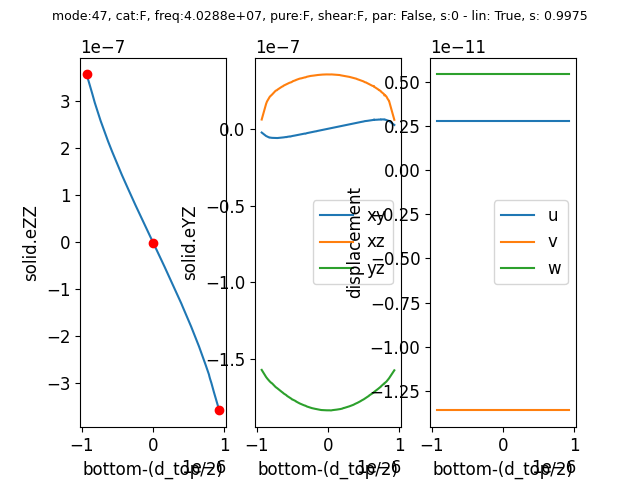 mode:47, cat:F, freq:4.0288e+07, pure:F, shear:F, par: False, s:0 - lin: True, s: 0.9975
1e−7
1e−7
1e−11
3
2
1
0
−1
−2
−3
solid.eZZ
−1
0
1
1e−6
bottom-(d_top/2)
0.0
−0.5
−1.0
−1.5
solid.eYZ
xy
xz
yz
−1
0
1
1e−6
bottom-(d_top/2)
0.50
0.25
0.00
−0.25
−0.50
−0.75
−1.00
−1.25
displacement
u
v
w
−1
0
1
1e−6
bottom-(d_top/2)